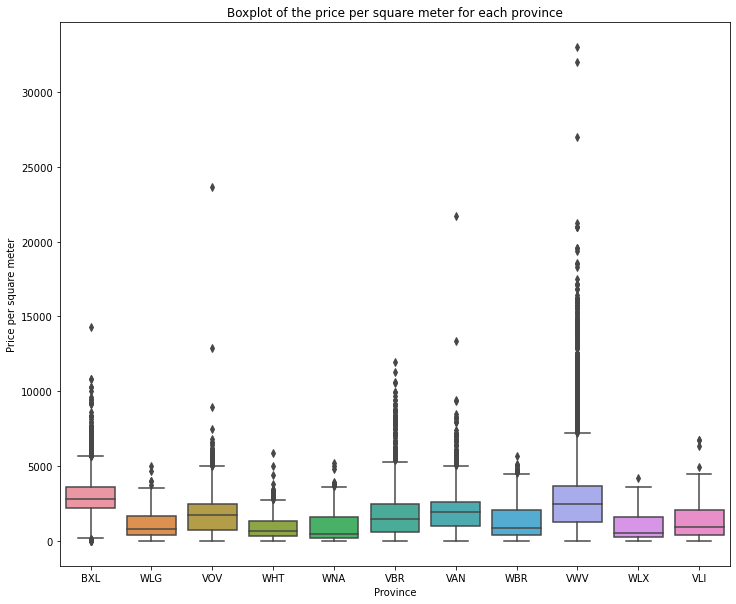 Boxplot of the price per square meter for each province
Price per square meter
30000
25000
20000
15000
10000
5000
0
BXL WLG VOV WHT WNA VBR VAN WBR VWV WLX VLI
Province